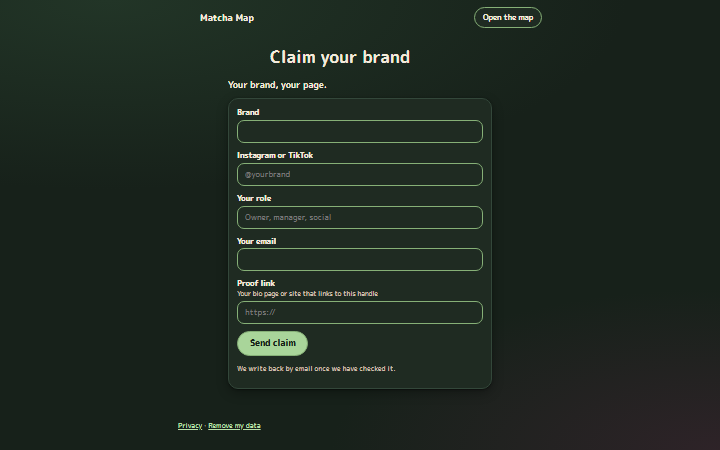 Matcha Map
Open the map
Claim your brand
Your brand, your page.
Brand
Instagram or TikTok
@yourbrand
Your role
Owner, manager, social
Your email
Proof link
Your bio page or site that links to this handle
https://
Send claim
We write back by email once we have checked it.
Privacy · Remove my data